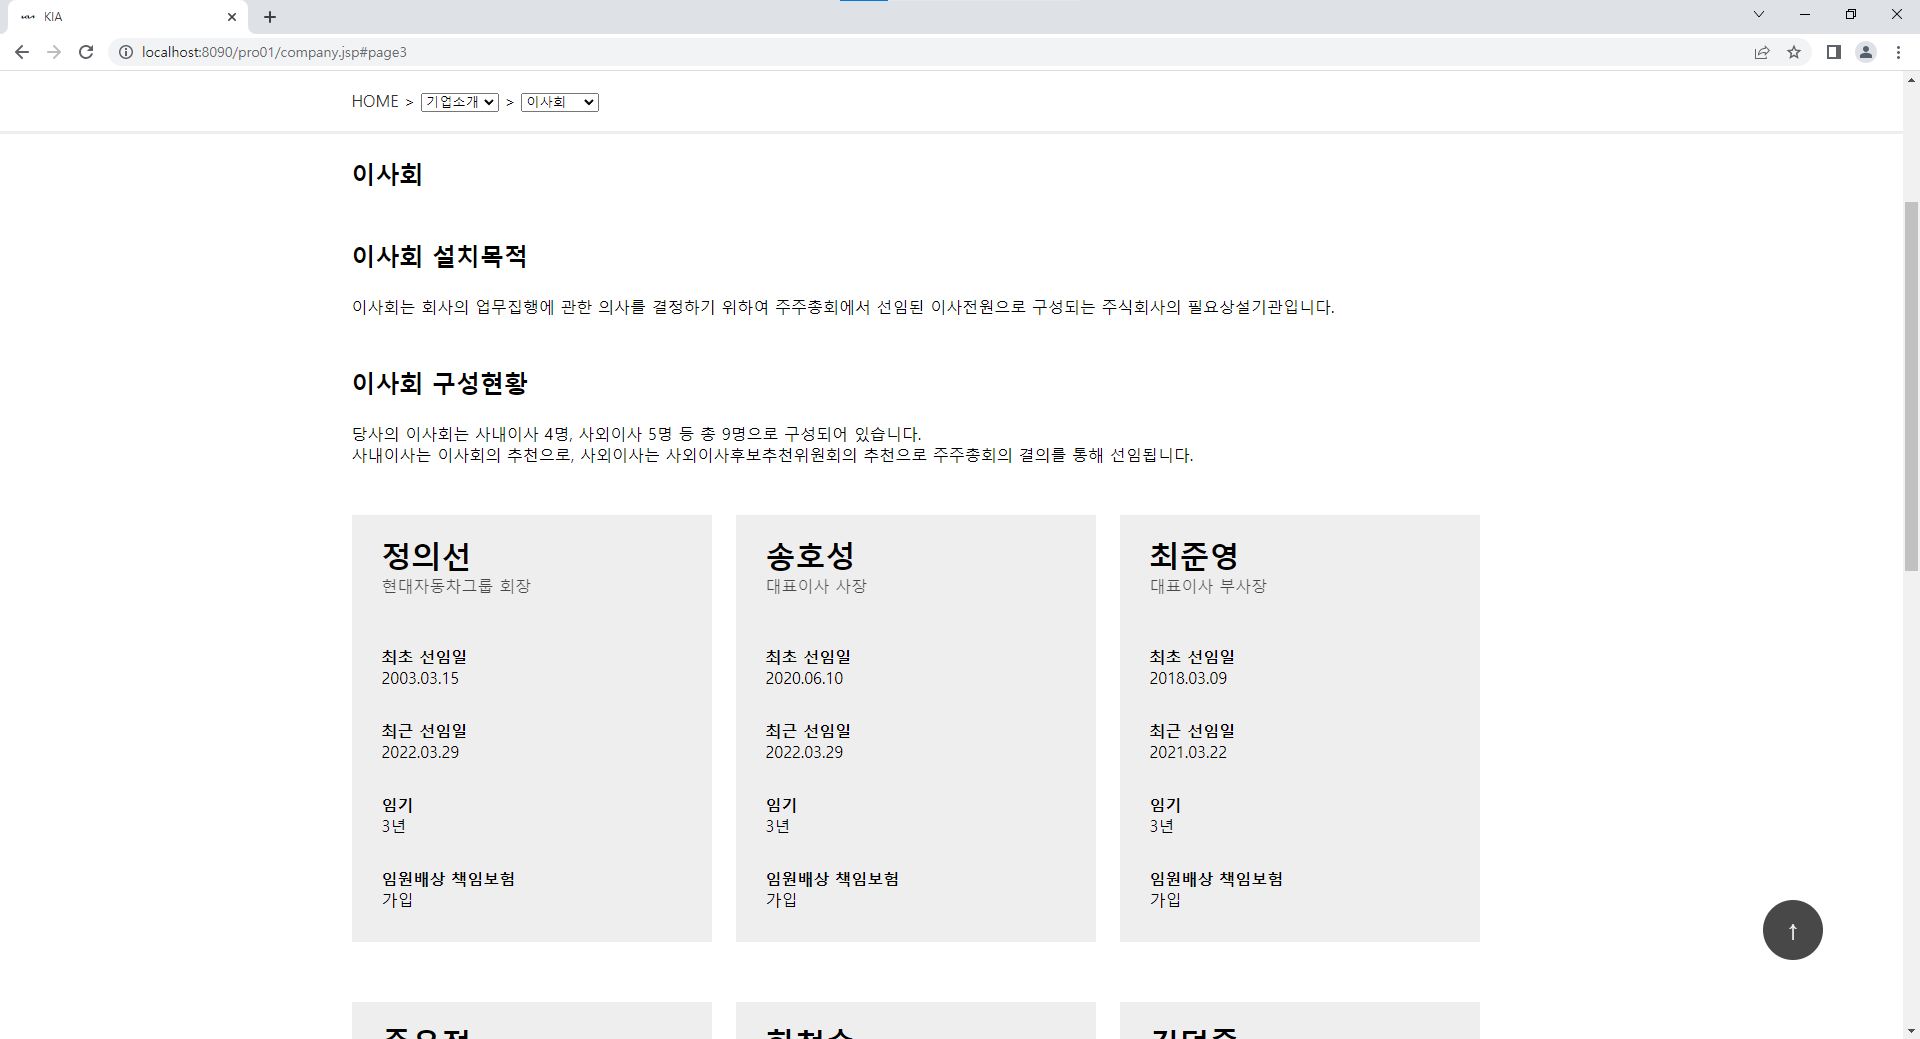 KIA
localhost:8090/pro01/company.jsp#page3
HOME > 기업소개 > 이사회
이사회
이사회 설치목적
이사회는 회사의 업무집행에 관한 의사를 결정하기 위하여 주주총회에서 선임된 이사전원으로 구성되는 주식회사의 필요상설기관입니다.
이사회 구성현황
당사의 이사회는 사내이사 4명, 사외이사 5명 등 총 9명으로 구성되어 있습니다.
사내이사는 이사회의 추천으로, 사외이사는 사외이사후보추천위원회의 추천으로 주주총회의 결의를 통해 선임됩니다.
정의선
현대자동차그룹 회장
최초 선임일
2003.03.15
최근 선임일
2022.03.29
임기
3년
임원배상 책임보험
가입
송호성
대표이사 사장
최초 선임일
2020.06.10
최근 선임일
2022.03.29
임기
3년
임원배상 책임보험
가입
최준영
대표이사 부사장
최초 선임일
2018.03.09
최근 선임일
2021.03.22
임기
3년
임원배상 책임보험
가입
↑